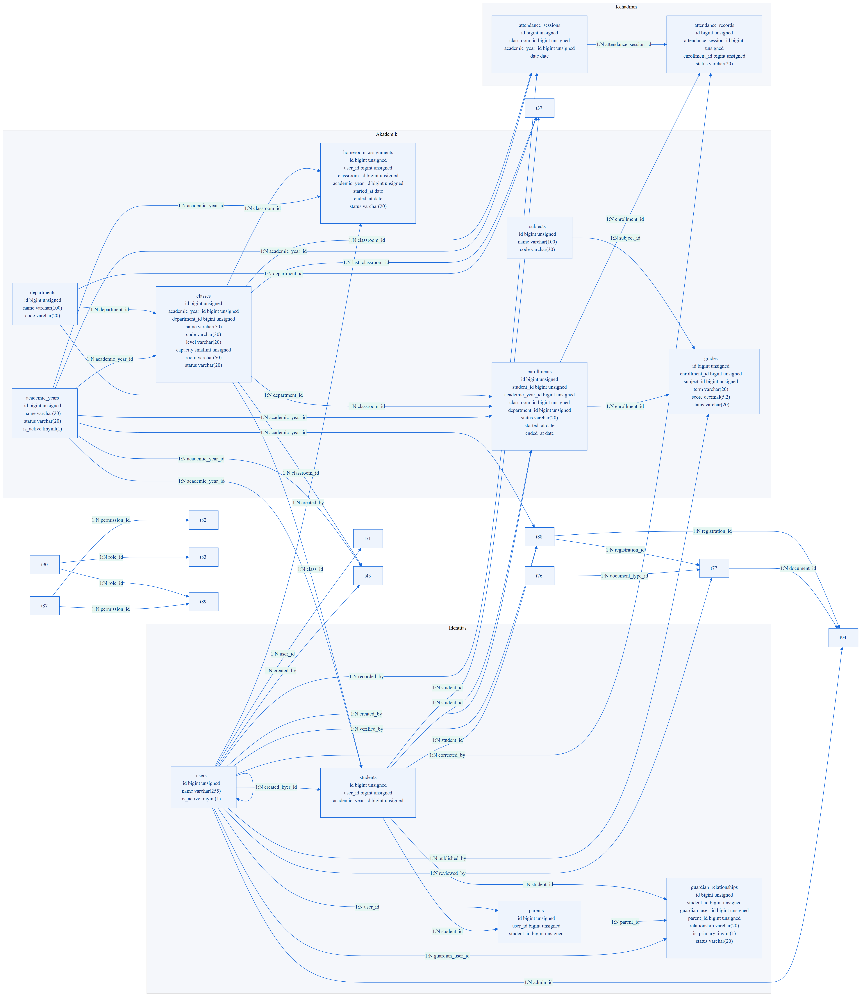 Kehadiran
attendance_sessions
id bigint unsigned
classroom_id bigint unsigned
academic_year_id bigint unsigned
date date
1:N attendance_session_id
attendance_records
id bigint unsigned
attendance_session_id bigint
unsigned
enrollment_id bigint unsigned
status varchar(20)
t37
Akademik
homeroom_assignments
id bigint unsigned
user_id bigint unsigned
classroom_id bigint unsigned
academic_year_id bigint unsigned
started_at date
ended_at date
status varchar(20)
1:N academic_year_id
1:N classroom_id
1:N enrollment_id
subjects
id bigint unsigned
name varchar(100)
code varchar(30)
1:N subject_id
1:N classroom_id
1:N academic_year_id
1:N last_classroom_id
1:N department_id
departments
id bigint unsigned
name varchar(100)
code varchar(20)
1:N department_id
classes
id bigint unsigned
academic_year_id bigint unsigned
department_id bigint unsigned
name varchar(50)
code varchar(30)
level varchar(20)
capacity smallint unsigned
room varchar(50)
status varchar(20)
1:N academic_year_id
grades
id bigint unsigned
enrollment_id bigint unsigned
subject_id bigint unsigned
term varchar(20)
score decimal(5,2)
status varchar(20)
enrollments
id bigint unsigned
student_id bigint unsigned
academic_year_id bigint unsigned
classroom_id bigint unsigned
department_id bigint unsigned
status varchar(20)
started_at date
ended_at date
academic_years
id bigint unsigned
name varchar(20)
status varchar(20)
is_active tinyint(1)
1:N department_id
1:N classroom_id
1:N enrollment_id
1:N academic_year_id
1:N academic_year_id
1:N academic_year_id
1:N classroom_id
1:N academic_year_id
1:N created_by
1:N permission_id
t82
t71
t88
1:N registration_id
1:N registration_id
t90
1:N role_id
t83
1:N class_id
t43
t76
1:N document_type_id
t77
1:N document_id
1:N role_id
t87
1:N permission_id
t89
Identitas
t94
1:N user_id
1:N created_by
1:N recorded_by
1:N student_id
1:N student_id
1:N created_by
1:N verified_by
1:N student_id
1:N corrected_by
users
id bigint unsigned
name varchar(255)
is_active tinyint(1)
1:N created_byer_id
students
id bigint unsigned
user_id bigint unsigned
academic_year_id bigint unsigned
1:N published_by
1:N reviewed_by
1:N student_id
guardian_relationships
id bigint unsigned
student_id bigint unsigned
guardian_user_id bigint unsigned
parent_id bigint unsigned
relationship varchar(20)
is_primary tinyint(1)
status varchar(20)
1:N user_id
parents
id bigint unsigned
user_id bigint unsigned
student_id bigint unsigned
1:N parent_id
1:N student_id
1:N guardian_user_id
1:N admin_id